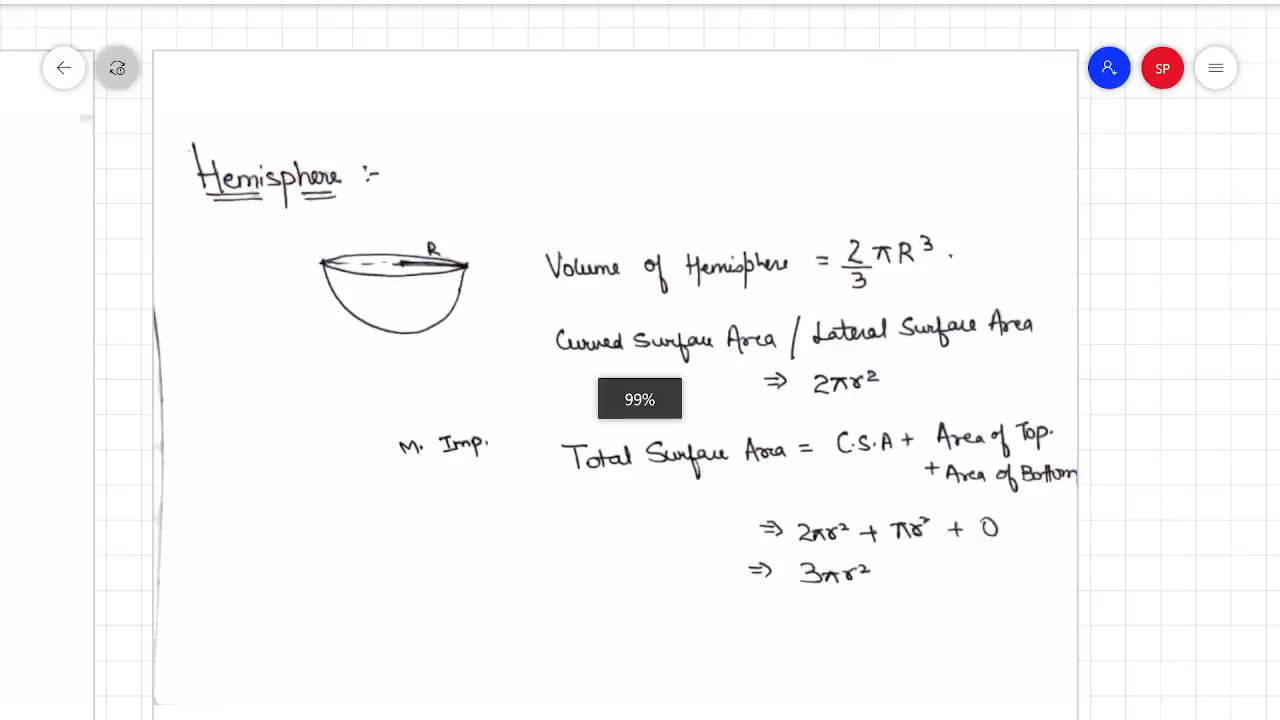 SP
Hemisphere :-
R
Volume of Hemisphere = 2/3 πR³.
Curved Surface Area / Lateral Surface Area
⇒ 2πr²
99%
M. Imp.
Total Surface Area = C.S.A + Area of Top.
+ Area of Bottom
⇒ 2πr² + πr² + 0
⇒ 3πr²